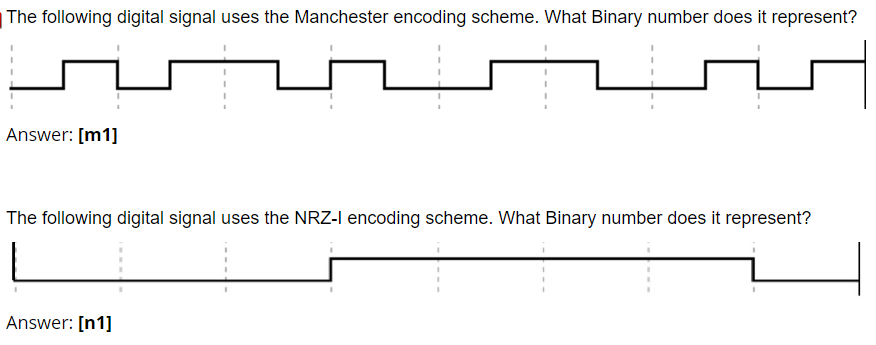 The following digital signal uses the Manchester encoding scheme. What Binary number does it represent?
Answer: [m1]
The following digital signal uses the NRZ-I encoding scheme. What Binary number does it represent?
Answer: [n1]